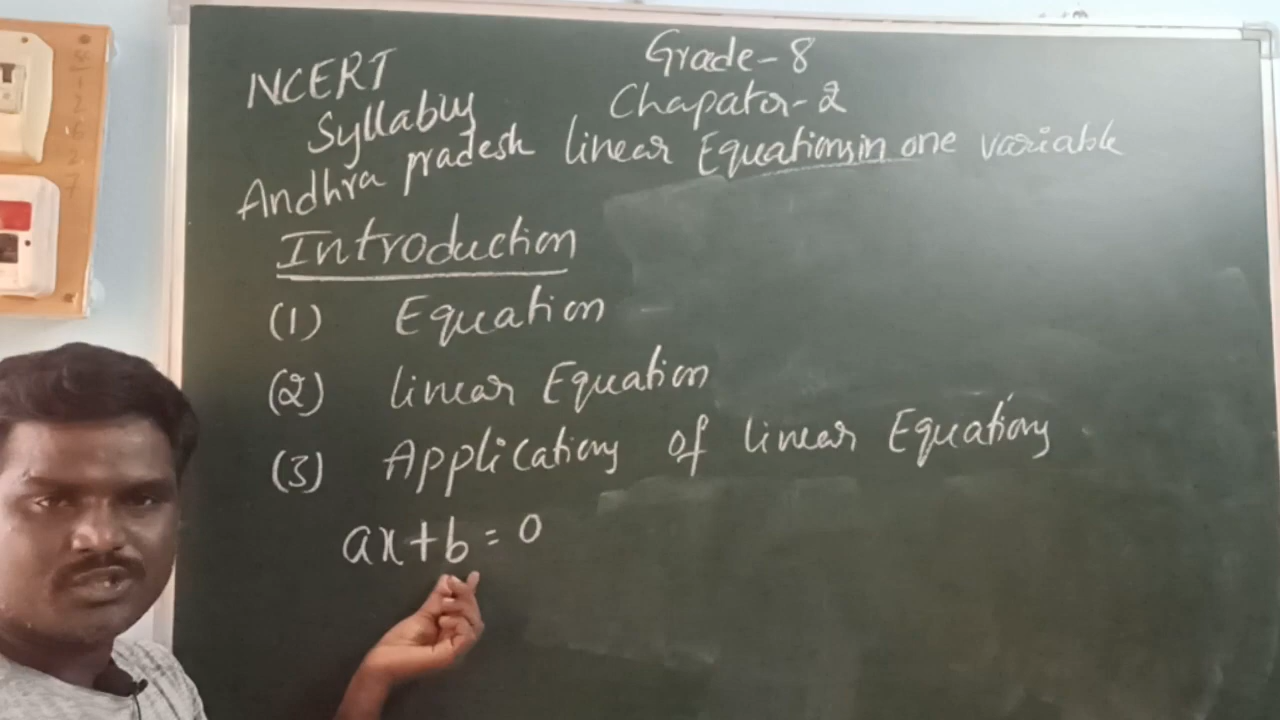 NCERT
Syllabus
Andhra pradesh
Grade-8
Chapator-2
linear Equations in one variable
Introduction
(1) Equation
(2) linear Equation
(3) Applications of linear Equations
ax+b=0